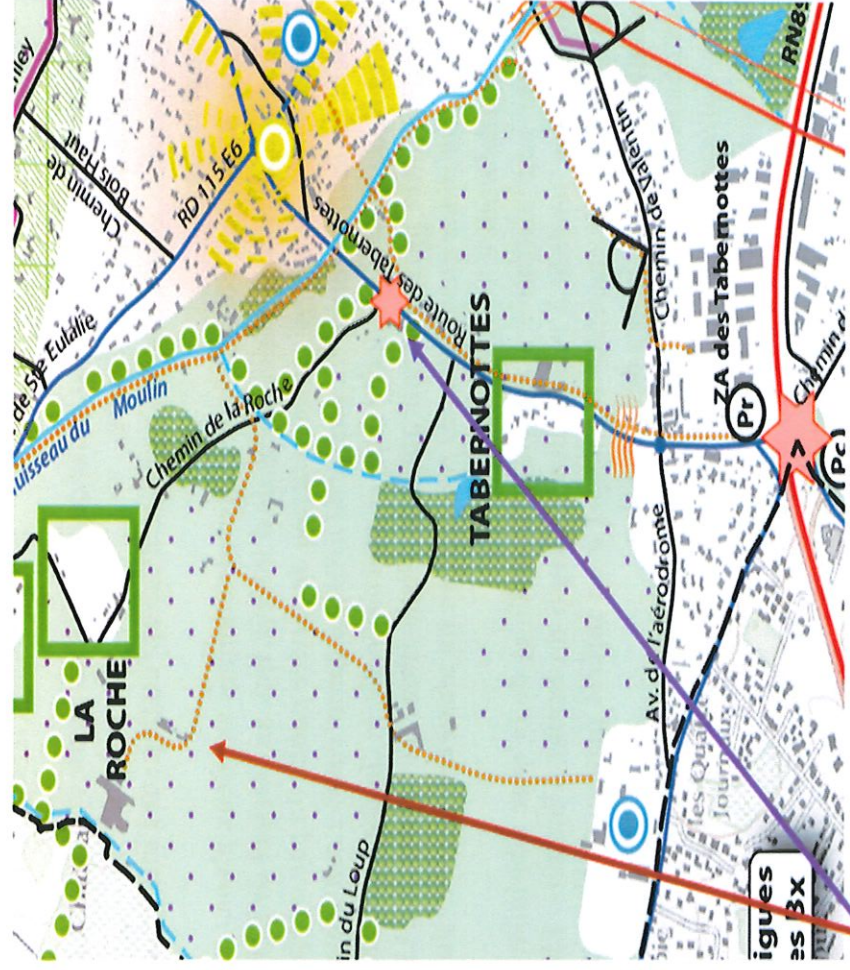 Chemin de
Bois Haut
RD 115 E6
de Ste Eulalie
Ruisseau du Moulin
Chemin de la Roche
Route des Tabernottes
LA
ROCHE
TABERNOTTES
Chemin de Valentin
ZA des Tabernottes
RN89
Av. de l'aérodrome
Pr
Chemin d
v
les Quatre
Journaux
in du Loup
igues
es Bx